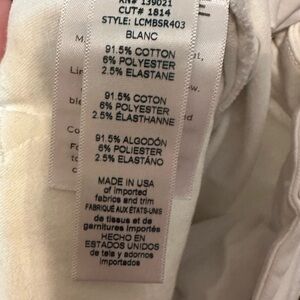 RN# 139021
CUT# 1814
STYLE: LCMBSR403
BLANC
91.5% COTTON
6% POLYESTER
2.5% ELASTANE
91.5% COTON
6% POLYESTER
2.5% ÉLASTHANNE
91.5% ALGODÓN
6% POLIESTER
2.5% ELASTÁNO
MADE IN USA
of imported
fabrics and trim
FABRIQUÉ AUX ÉTATS-UNIS
de tissus et de
garnitures importés
HECHO EN
ESTADOS UNIDOS
de tela y adornos
importados